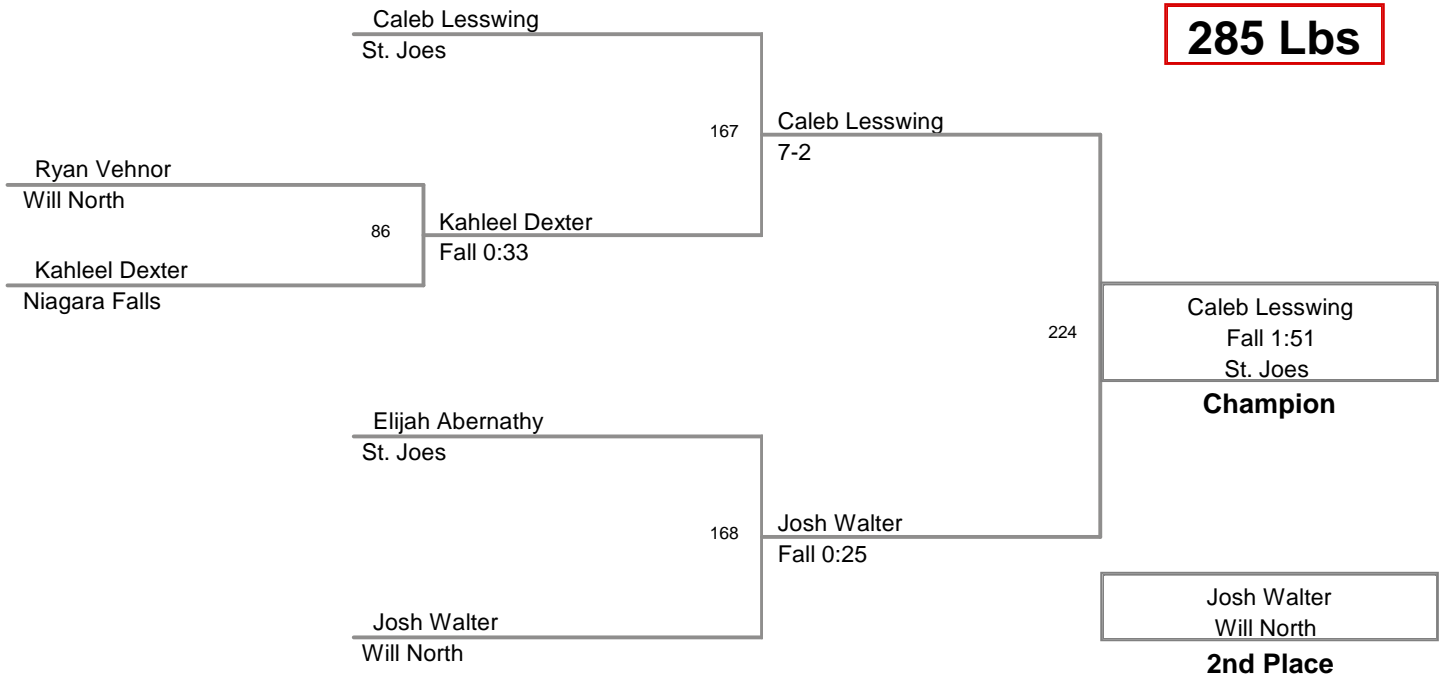 285 Lbs
Caleb Lesswing
St. Joes
167
Caleb Lesswing
7-2
Ryan Vehnor
Will North
86
Kahleel Dexter
Fall 0:33
Kahleel Dexter
Niagara Falls
224
Caleb Lesswing
Fall 1:51
St. Joes
Champion
Elijah Abernathy
St. Joes
168
Josh Walter
Fall 0:25
Josh Walter
Will North
Josh Walter
Will North
2nd Place